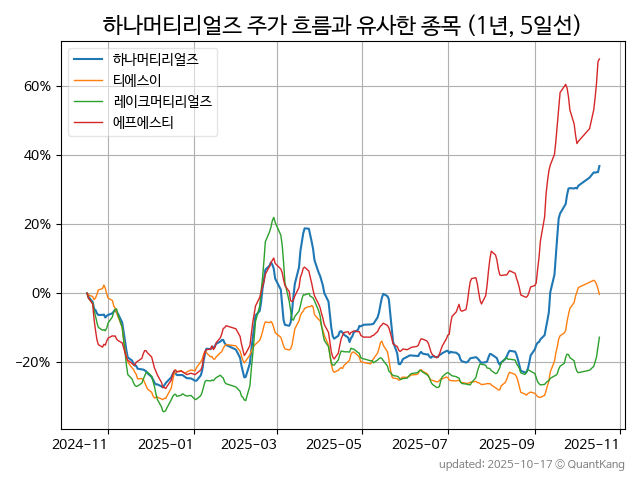 하나머티리얼즈 주가 흐름과 유사한 종목 (1년, 5일선)
하나머티리얼즈
티에스이
레이크머티리얼즈
에프에스티
60%
40%
20%
0%
−20%
2024-11 2025-01 2025-03 2025-05 2025-07 2025-09 2025-11
updated: 2025-10-17 © QuantKang